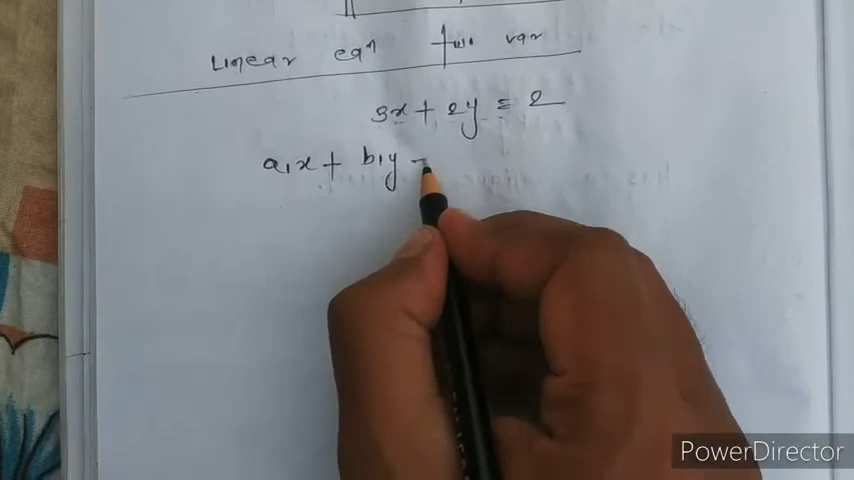 Linear eqn two var
3x + 2y = 2
a1x + b1y
PowerDirector